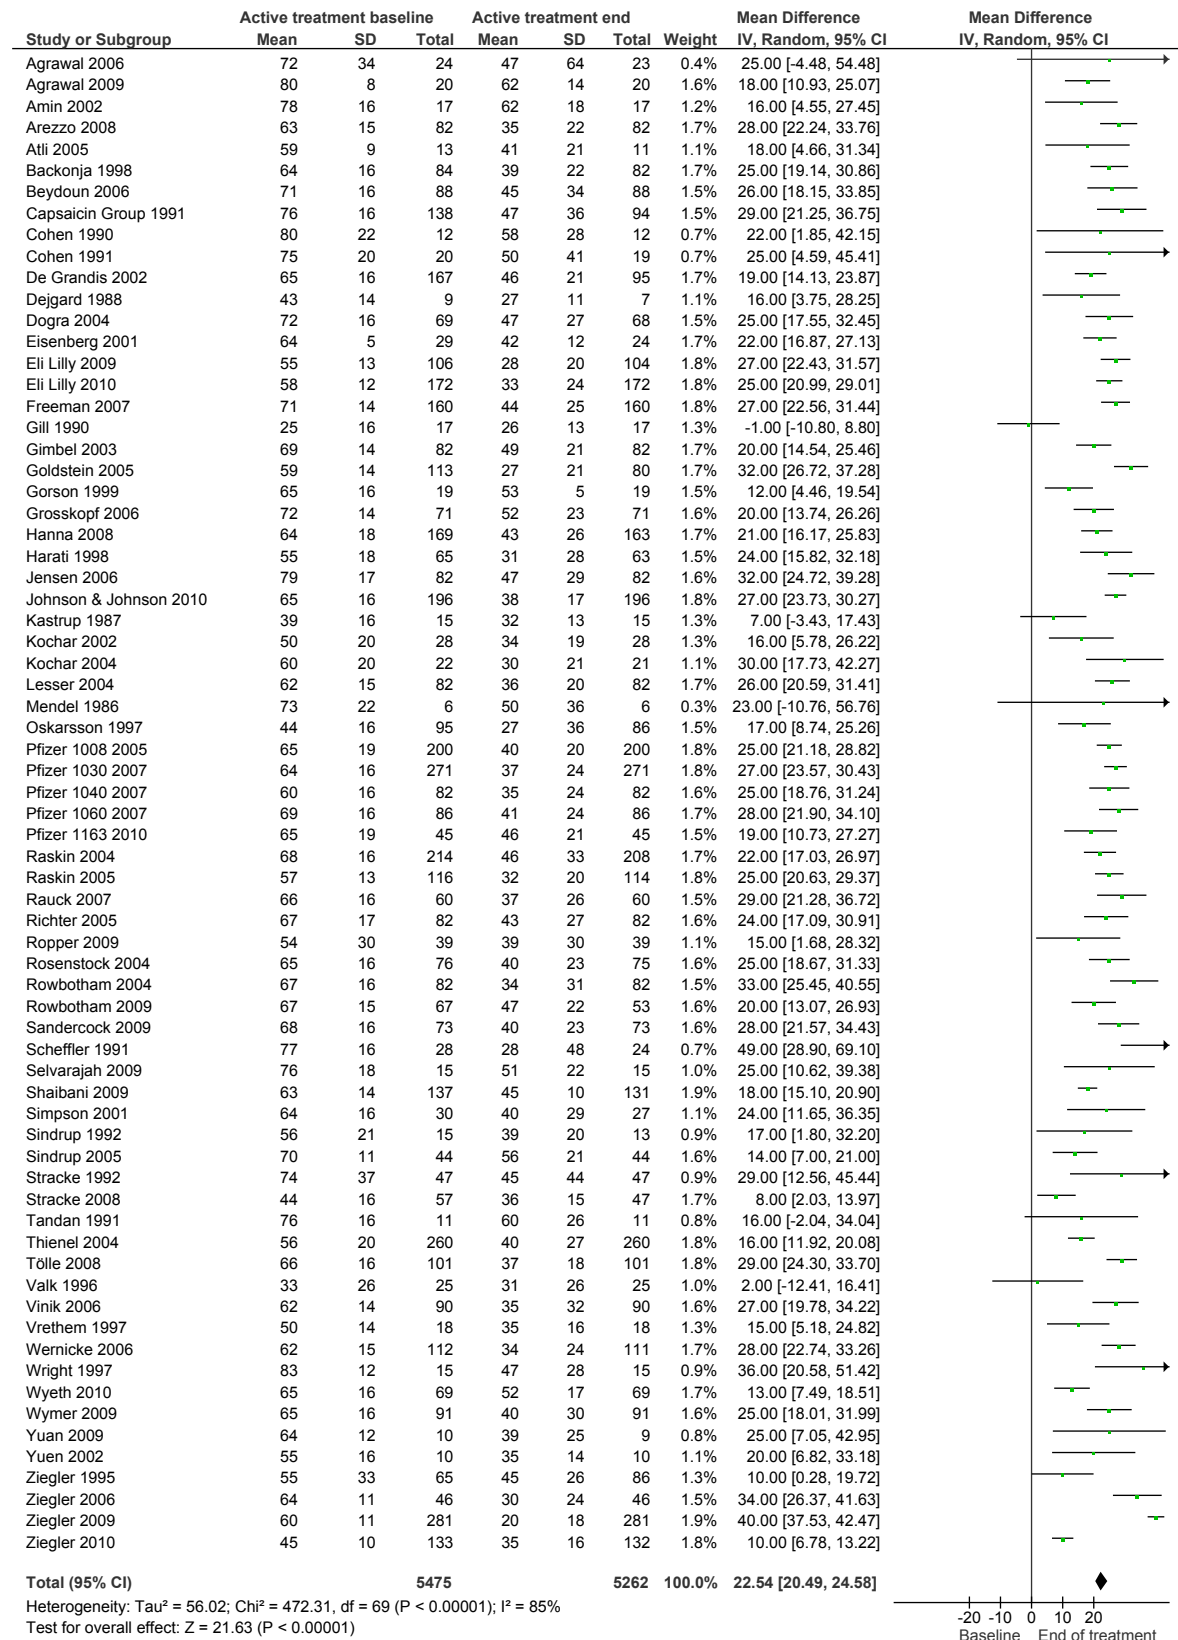 Active treatment baseline Active treatment end Mean Difference Mean Difference
Study or Subgroup Mean SD Total Mean SD Total Weight IV, Random, 95% CI IV, Random, 95% CI
Agrawal 2006 72 34 24 47 64 23 0.4% 25.00 [-4.48, 54.48]
Agrawal 2009 80 8 20 62 14 20 1.6% 18.00 [10.93, 25.07]
Amin 2002 78 16 17 62 18 17 1.2% 16.00 [4.55, 27.45]
Arezzo 2008 63 15 82 35 22 82 1.7% 28.00 [22.24, 33.76]
Atli 2005 59 9 13 41 21 11 1.1% 18.00 [4.66, 31.34]
Backonja 1998 64 16 84 39 22 82 1.7% 25.00 [19.14, 30.86]
Beydoun 2006 71 16 88 45 34 88 1.5% 26.00 [18.15, 33.85]
Capsaicin Group 1991 76 16 138 47 36 94 1.5% 29.00 [21.25, 36.75]
Cohen 1990 80 22 12 58 28 12 0.7% 22.00 [1.85, 42.15]
Cohen 1991 75 20 20 50 41 19 0.7% 25.00 [4.59, 45.41]
De Grandis 2002 65 16 167 46 21 95 1.7% 19.00 [14.13, 23.87]
Dejgard 1988 43 14 9 27 11 7 1.1% 16.00 [3.75, 28.25]
Dogra 2004 72 16 69 47 27 68 1.5% 25.00 [17.55, 32.45]
Eisenberg 2001 64 5 29 42 12 24 1.7% 22.00 [16.87, 27.13]
Eli Lilly 2009 55 13 106 28 20 104 1.8% 27.00 [22.43, 31.57]
Eli Lilly 2010 58 12 172 33 24 172 1.8% 25.00 [20.99, 29.01]
Freeman 2007 71 14 160 44 25 160 1.8% 27.00 [22.56, 31.44]
Gill 1990 25 16 17 26 13 17 1.3% -1.00 [-10.80, 8.80]
Gimbel 2003 69 14 82 49 21 82 1.7% 20.00 [14.54, 25.46]
Goldstein 2005 59 14 113 27 21 80 1.7% 32.00 [26.72, 37.28]
Gorson 1999 65 16 19 53 5 19 1.5% 12.00 [4.46, 19.54]
Grosskopf 2006 72 14 71 52 23 71 1.6% 20.00 [13.74, 26.26]
Hanna 2008 64 18 169 43 26 163 1.7% 21.00 [16.17, 25.83]
Harati 1998 55 18 65 31 28 63 1.5% 24.00 [15.82, 32.18]
Jensen 2006 79 17 82 47 29 82 1.6% 32.00 [24.72, 39.28]
Johnson & Johnson 2010 65 16 196 38 17 196 1.8% 27.00 [23.73, 30.27]
Kastrup 1987 39 16 15 32 13 15 1.3% 7.00 [-3.43, 17.43]
Kochar 2002 50 20 28 34 19 28 1.3% 16.00 [5.78, 26.22]
Kochar 2004 60 20 22 30 21 21 1.1% 30.00 [17.73, 42.27]
Lesser 2004 62 15 82 36 20 82 1.7% 26.00 [20.59, 31.41]
Mendel 1986 73 22 6 50 36 6 0.3% 23.00 [-10.76, 56.76]
Oskarsson 1997 44 16 95 27 36 86 1.5% 17.00 [8.74, 25.26]
Pfizer 1008 2005 65 19 200 40 20 200 1.8% 25.00 [21.18, 28.82]
Pfizer 1030 2007 64 16 271 37 24 271 1.8% 27.00 [23.57, 30.43]
Pfizer 1040 2007 60 16 82 35 24 82 1.6% 25.00 [18.76, 31.24]
Pfizer 1060 2007 69 16 86 41 24 86 1.6% 28.00 [21.90, 34.10]
Pfizer 1163 2010 65 19 45 46 21 45 1.5% 19.00 [10.73, 27.27]
Raskin 2004 68 16 214 46 33 208 1.7% 22.00 [17.03, 26.97]
Raskin 2005 57 13 116 32 20 114 1.8% 25.00 [20.63, 29.37]
Rauck 2007 66 16 60 37 26 60 1.5% 29.00 [21.28, 36.72]
Richter 2005 67 17 82 43 27 82 1.6% 24.00 [17.09, 30.91]
Ropper 2009 54 30 39 39 30 39 1.1% 15.00 [1.68, 28.32]
Rosenstock 2004 65 16 76 40 23 75 1.6% 25.00 [18.67, 31.33]
Rowbotham 2004 67 16 82 34 31 82 1.5% 33.00 [25.45, 40.55]
Rowbotham 2009 67 15 67 47 22 53 1.6% 20.00 [13.07, 26.93]
Sandercock 2009 68 16 73 40 23 73 1.6% 28.00 [21.57, 34.43]
Scheffler 1991 77 16 28 28 48 24 0.7% 49.00 [28.90, 69.10]
Selvarajah 2009 76 18 15 51 22 15 1.0% 25.00 [10.62, 39.38]
Shaibani 2009 63 14 137 45 10 131 1.9% 18.00 [15.10, 20.90]
Simpson 2001 64 16 30 40 29 27 1.1% 24.00 [11.65, 36.35]
Sindrup 1992 56 21 15 39 20 13 0.9% 17.00 [1.80, 32.20]
Sindrup 2005 70 11 44 56 21 44 1.6% 14.00 [7.00, 21.00]
Stracke 1992 74 37 47 45 44 47 0.9% 29.00 [12.56, 45.44]
Stracke 2008 44 16 57 36 15 47 1.7% 8.00 [2.03, 13.97]
Tandan 1991 76 16 11 60 26 11 0.8% 16.00 [-2.04, 34.04]
Thienel 2004 56 20 260 40 27 260 1.8% 16.00 [11.92, 20.08]
Tölle 2008 66 16 101 37 18 101 1.8% 29.00 [24.30, 33.70]
Valk 1996 33 26 25 31 26 25 1.0% 2.00 [-12.41, 16.41]
Vinik 2006 62 14 90 35 32 90 1.6% 27.00 [19.78, 34.22]
Vrethem 1997 50 14 18 35 16 18 1.3% 15.00 [5.18, 24.82]
Wernicke 2006 62 15 112 34 24 111 1.7% 28.00 [22.74, 33.26]
Wright 1997 83 12 15 47 28 15 0.9% 36.00 [20.58, 51.42]
Wyeth 2010 65 16 69 52 17 69 1.7% 13.00 [7.49, 18.51]
Wymer 2009 65 16 91 40 30 91 1.6% 25.00 [18.01, 31.99]
Yuan 2009 64 12 10 39 25 9 0.8% 25.00 [7.05, 42.95]
Yuen 2002 55 16 10 35 14 10 1.1% 20.00 [6.82, 33.18]
Ziegler 1995 55 33 65 45 26 86 1.3% 10.00 [0.28, 19.72]
Ziegler 2006 64 11 46 30 24 46 1.5% 34.00 [26.37, 41.63]
Ziegler 2009 60 11 281 20 18 281 1.9% 40.00 [37.53, 42.47]
Ziegler 2010 45 10 133 35 16 132 1.8% 10.00 [6.78, 13.22]
Total (95% CI) 5475 5262 100.0% 22.54 [20.49, 24.58]
Heterogeneity: Tau² = 56.02; Chi² = 472.31, df = 69 (P < 0.00001); I² = 85%
Test for overall effect: Z = 21.63 (P < 0.00001)
-20 -10 0 10 20
Baseline End of treatment